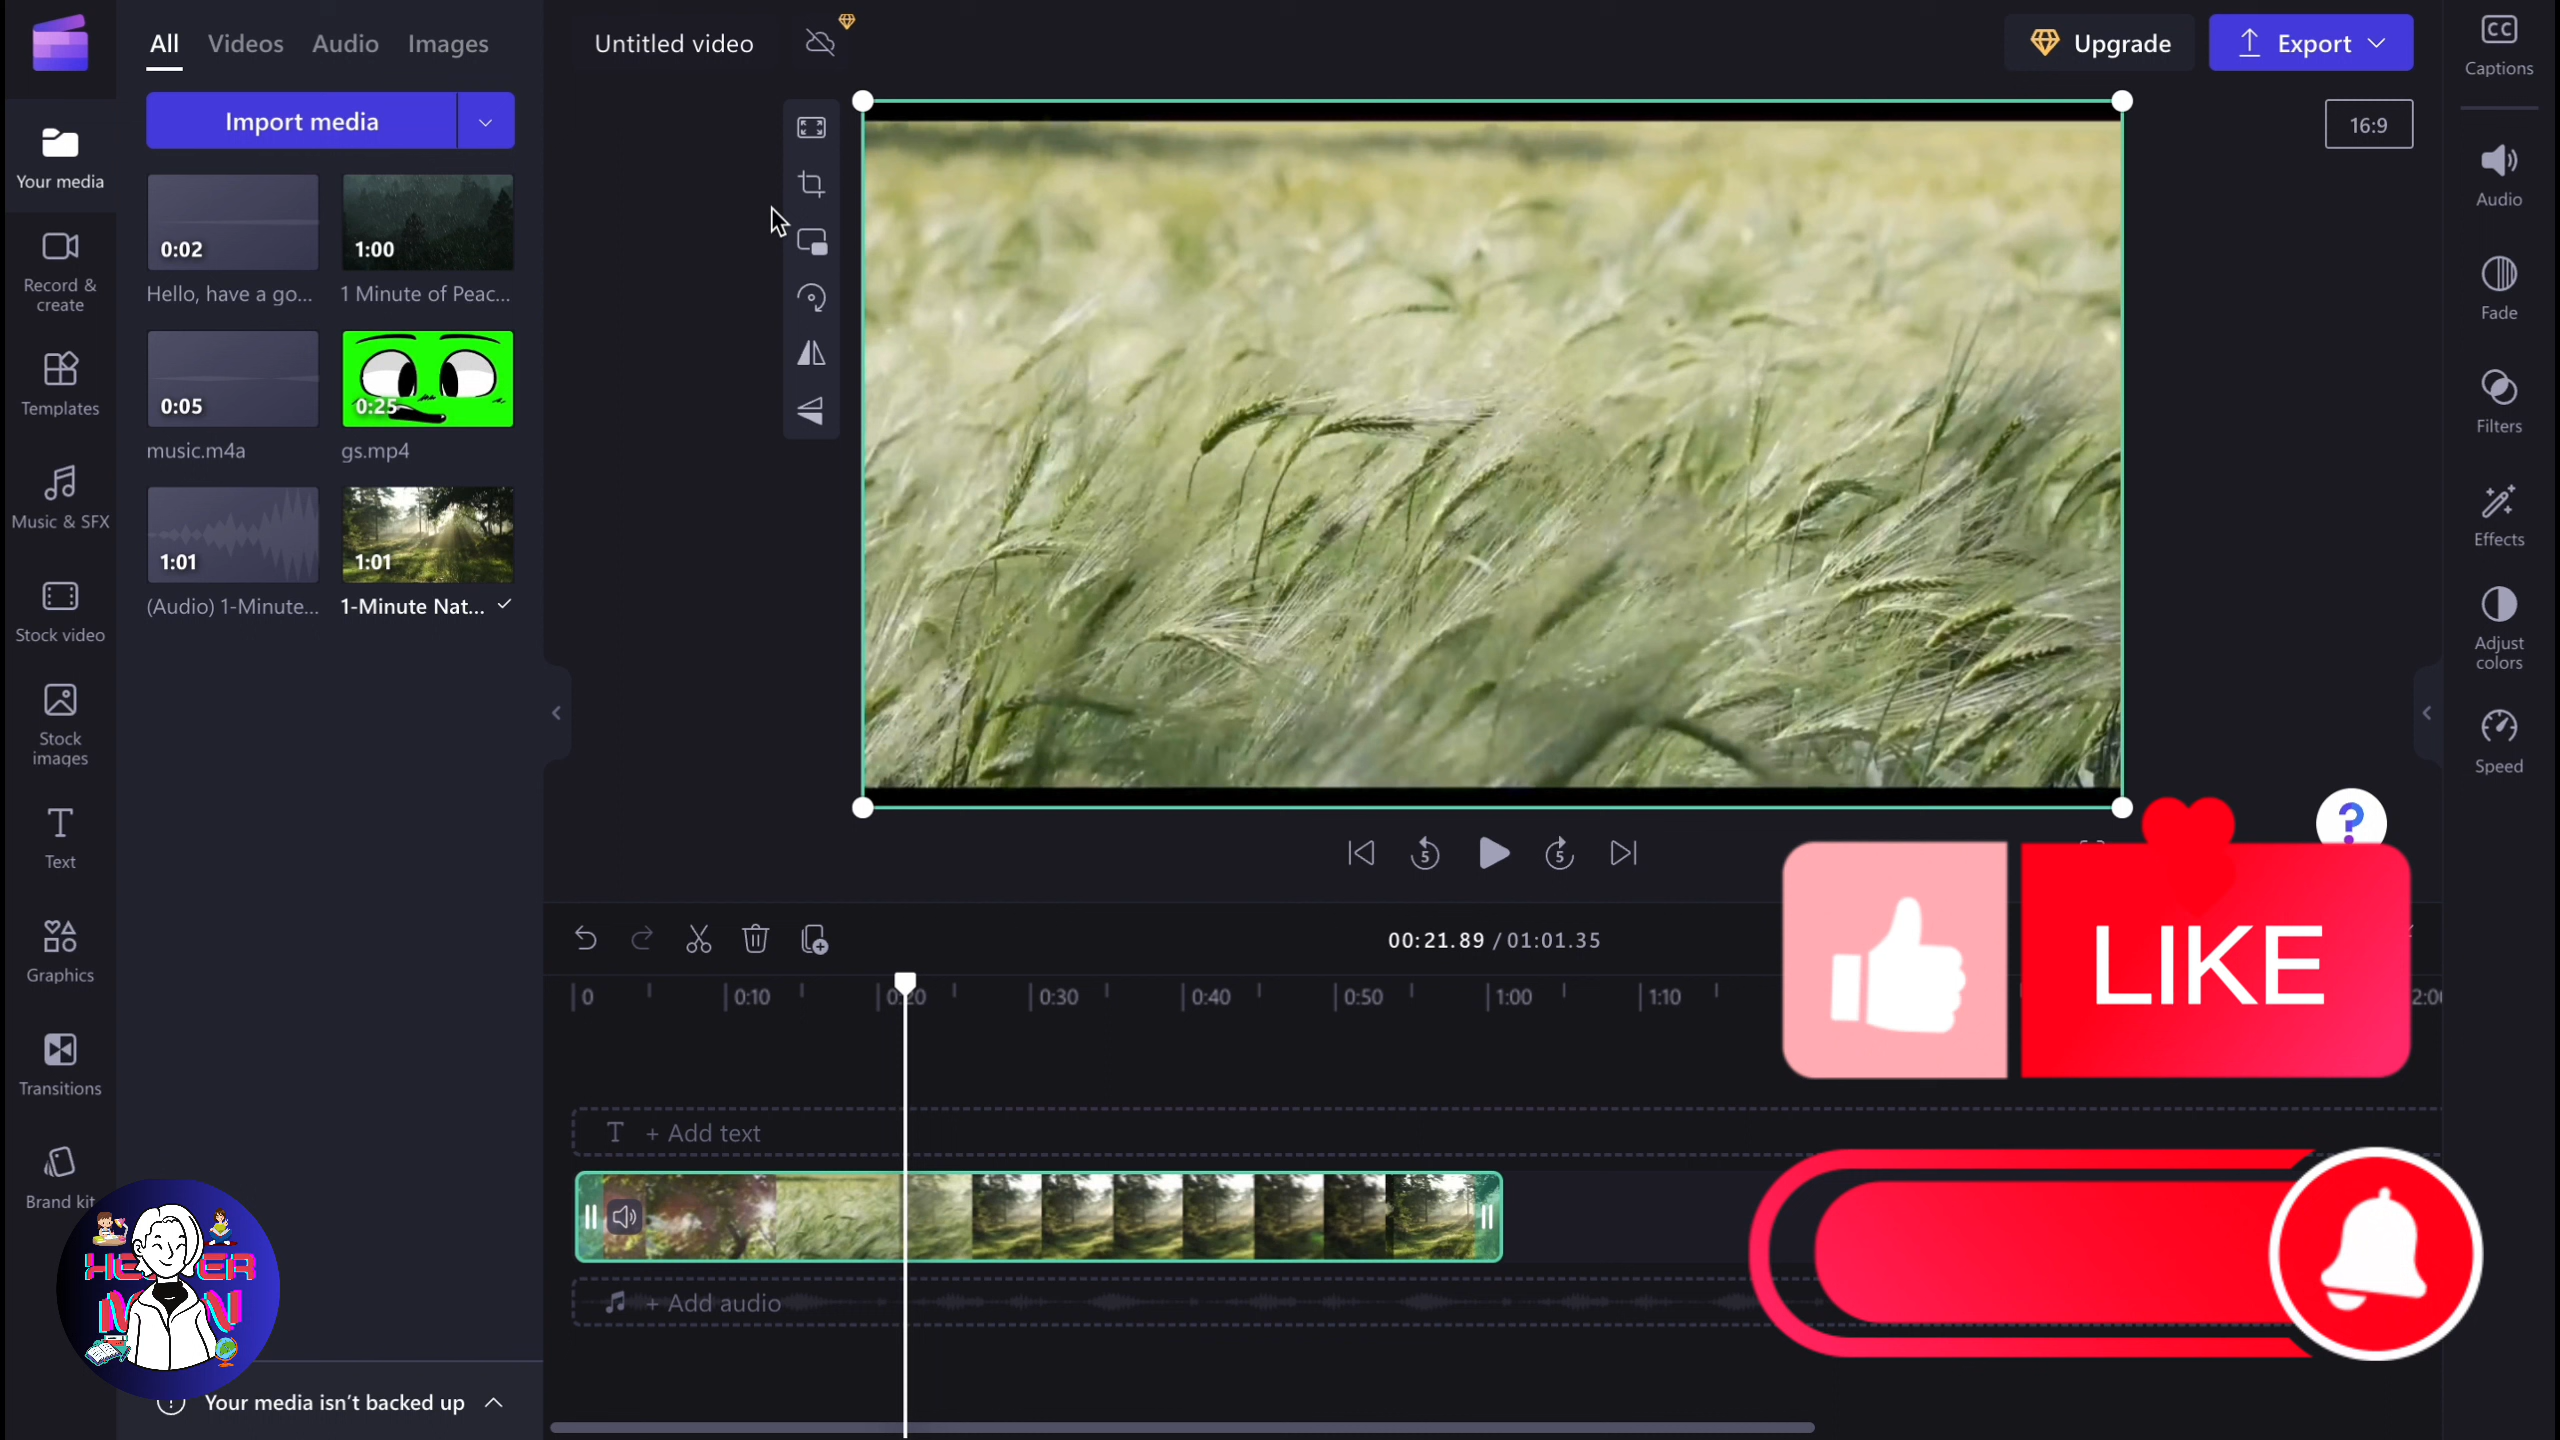 All Videos Audio Images
Untitled video
Upgrade
Export
Captions
Import media
16:9
Your media
0:02
1:00
Audio
Hello, have a go...
1 Minute of Peac...
Record &
create
Fade
0:05
0:25
Templates
Filters
music.m4a
gs.mp4
Music & SFX
Effects
1:01
1:01
(Audio) 1-Minute...
1-Minute Nat...
Stock video
Adjust
colors
Stock
images
Speed
Text
5
5
?
Graphics
00:21.89 / 01:01.35
LIKE
0 0:10 0:20 0:30 0:40 0:50 1:00 1:10
Transitions
T + Add text
Brand kit
+ Add audio
Your media isn't backed up